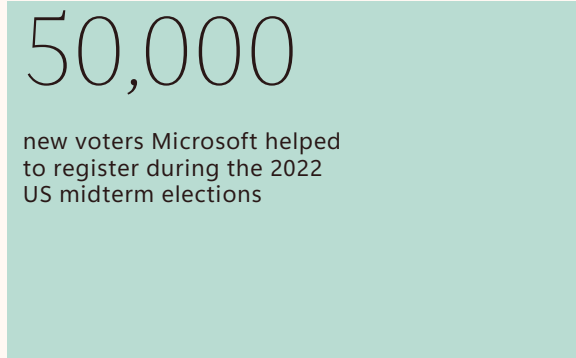 50,000
new voters Microsoft helped
to register during the 2022
US midterm elections